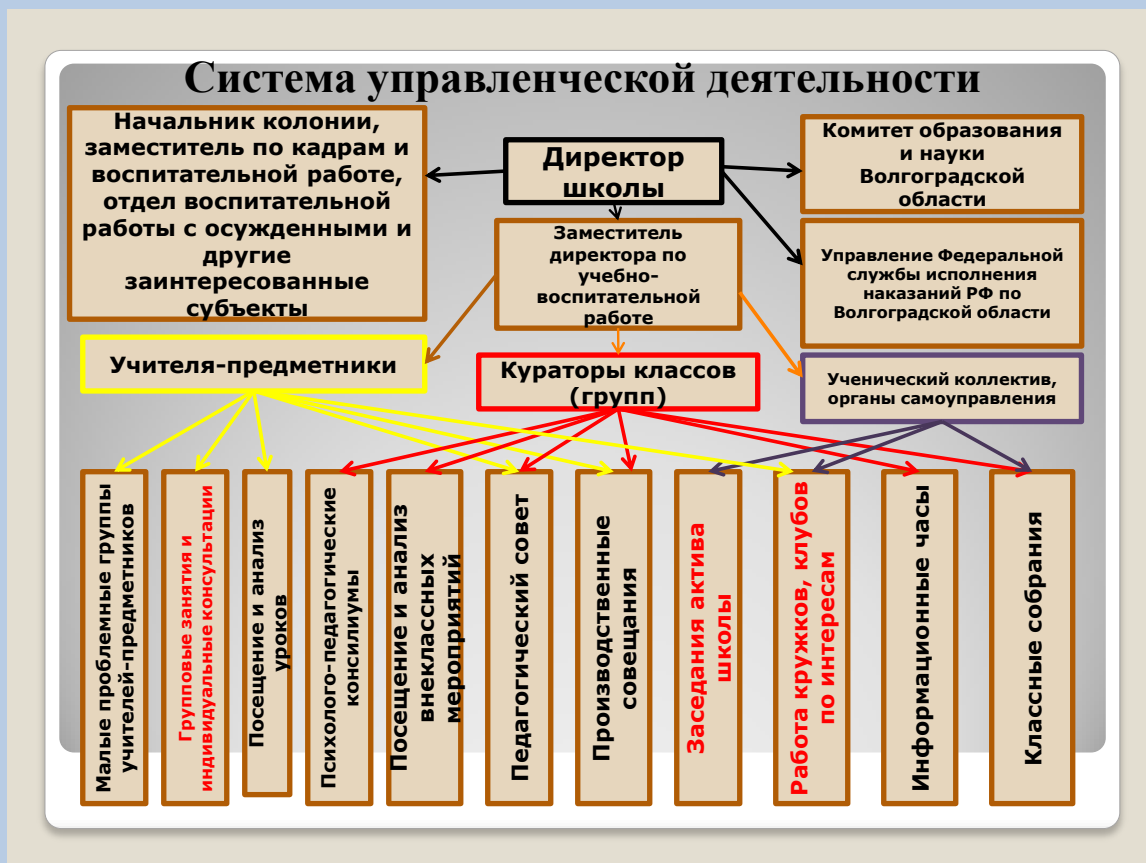 Система управленческой деятельности
Начальник колонии,
заместитель по кадрам и
воспитательной работе,
отдел воспитательной
работы с осужденными и
другие
заинтересованные
субъекты
Директор
школы
Комитет образования
и науки
Волгоградской
области
Заместитель
директора по
учебно-
воспитательной
работе
Управление Федеральной
службы исполнения
наказаний РФ по
Волгоградской области
Учителя-предметники
Кураторы классов
(групп)
Ученический коллектив,
органы самоуправления
Малые проблемные группы
учителей-предметников
Групповые занятия и
индивидуальные консультации
Посещение и анализ
уроков
Психолого-педагогические
консилиумы
Посещение и анализ
внеклассных
мероприятий
Педагогический совет
Производственные
совещания
Заседания актива
школы
Работа кружков, клубов
по интересам
Информационные часы
Классные собрания